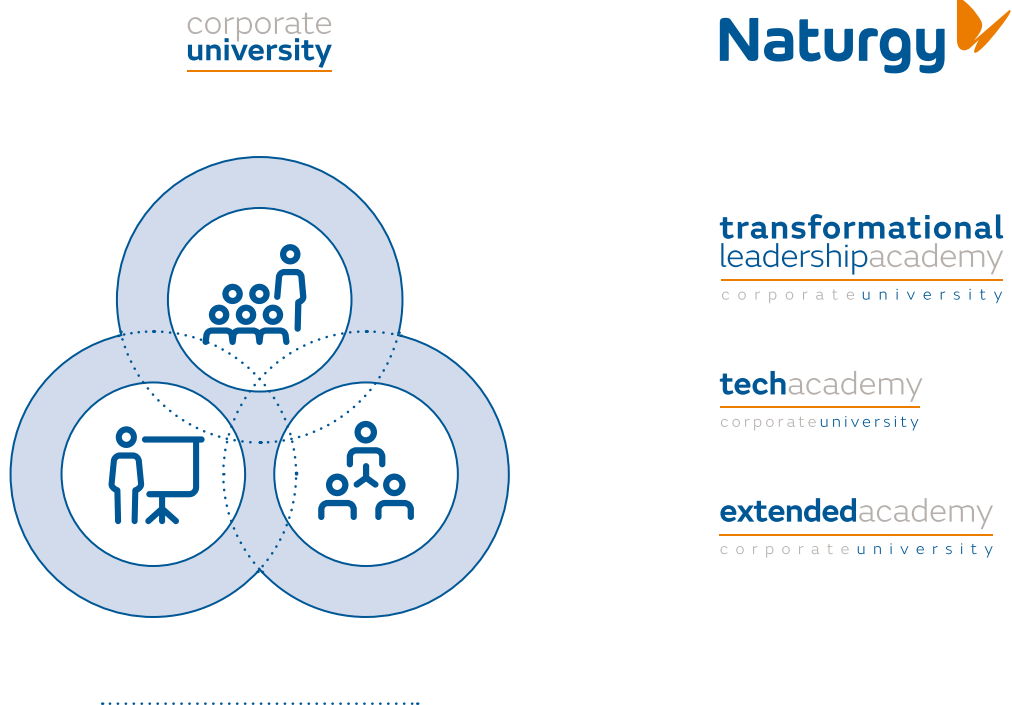 corporate
university
Naturgy
transformational
leadershipacademy
corporateuniversity
techacademy
corporateuniversity
extendedacademy
corporateuniversity